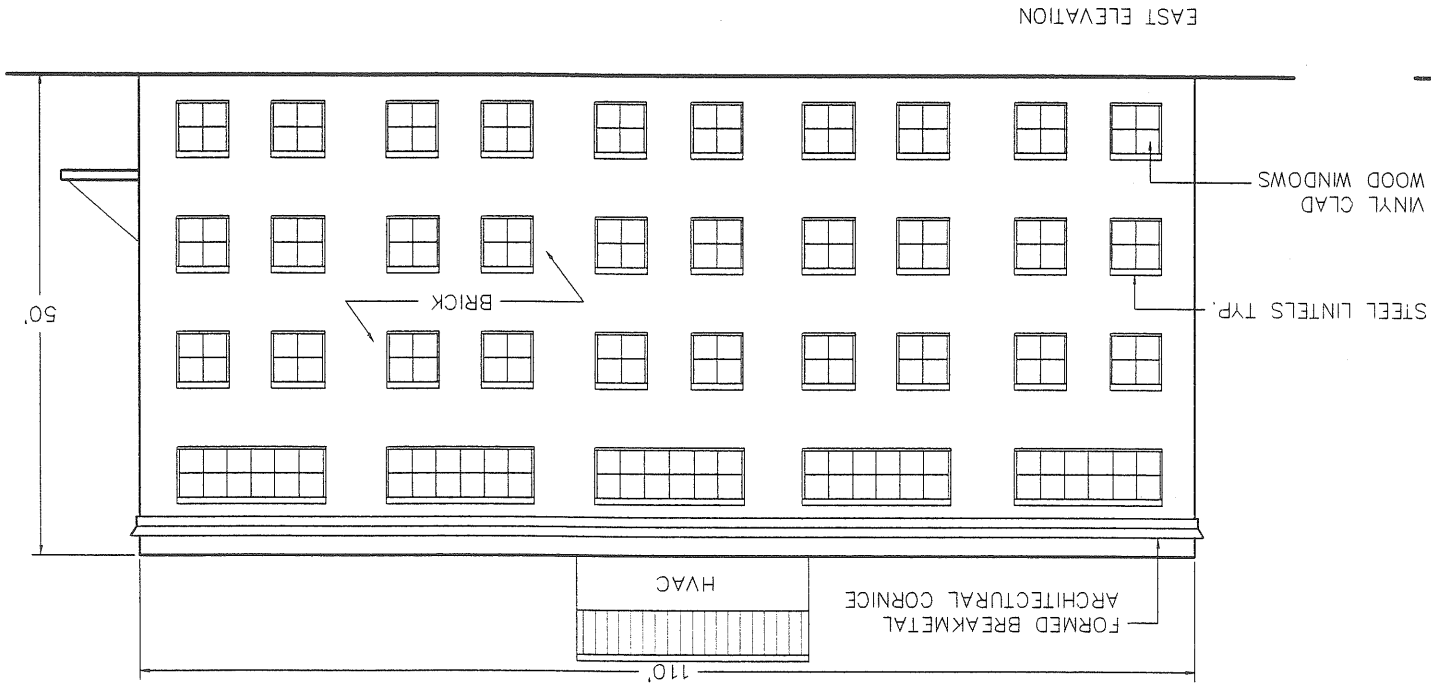 110'
FORMED BREAKMETAL
ARCHITECTURAL CORNICE
HVAC
50'
STEEL LINTELS TYP.
BRICK
VINYL CLAD
WOOD WINDOWS
EAST ELEVATION